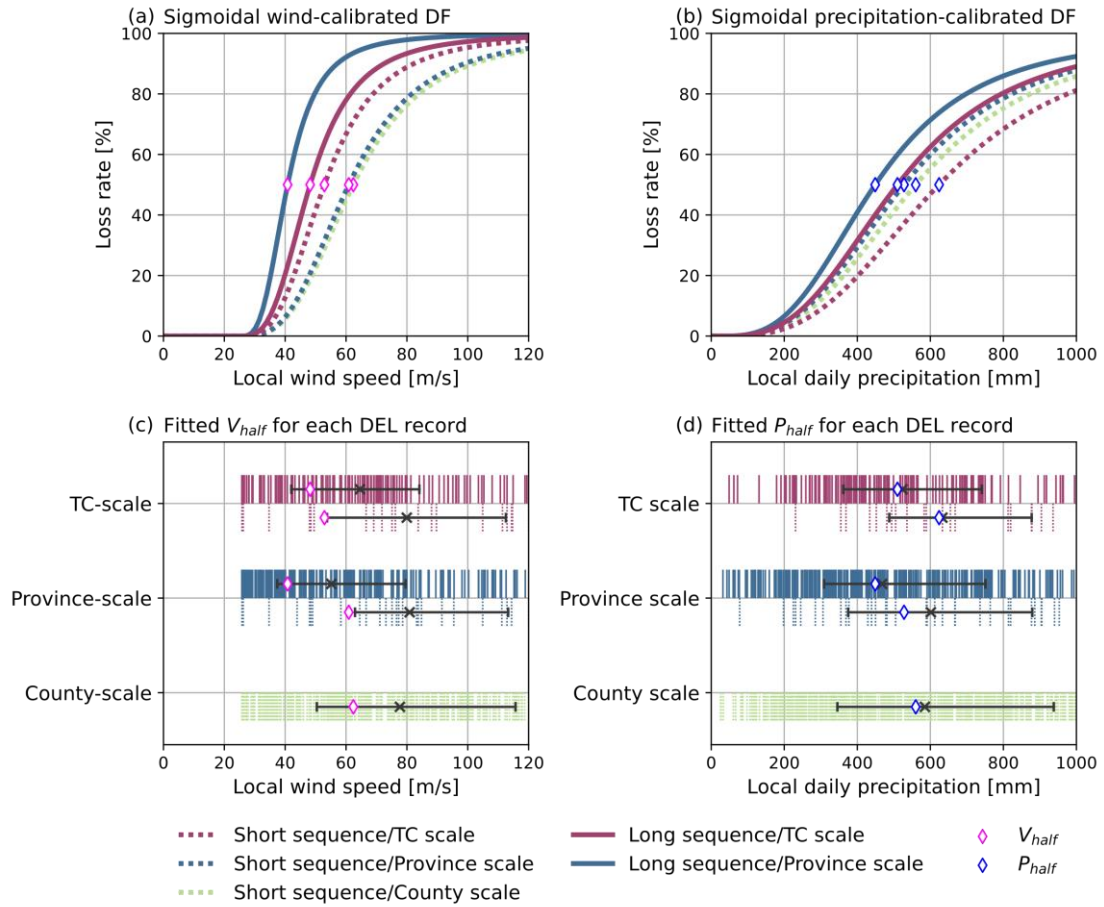 (a) Sigmoidal wind-calibrated DF
100
80
60
40
20
0
Loss rate [%]
0 20 40 60 80 100 120
Local wind speed [m/s]
(b) Sigmoidal precipitation-calibrated DF
100
80
60
40
20
0
Loss rate [%]
0 200 400 600 800 1000
Local daily precipitation [mm]
(c) Fitted V_half for each DEL record
TC-scale
Province-scale
County-scale
0 20 40 60 80 100 120
Local wind speed [m/s]
(d) Fitted P_half for each DEL record
TC scale
Province scale
County scale
0 200 400 600 800 1000
Local daily precipitation [mm]
Short sequence/TC scale
Short sequence/Province scale
Short sequence/County scale
Long sequence/TC scale
Long sequence/Province scale
V_half
P_half